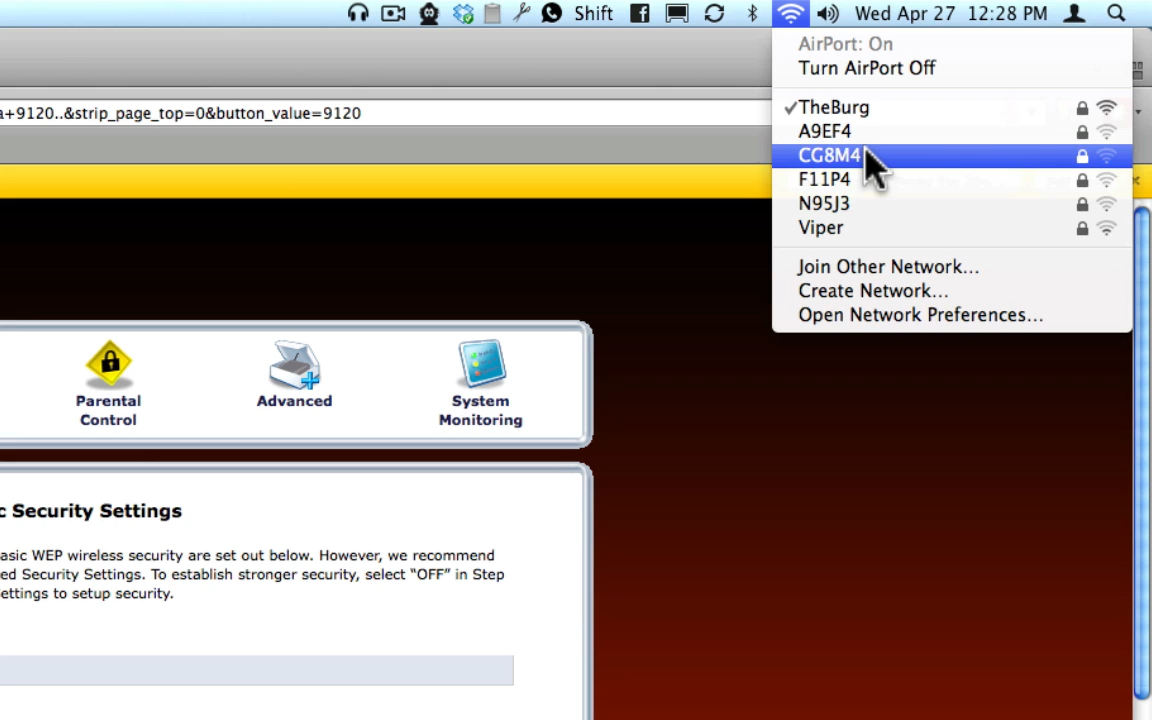 Shift
Wed Apr 27 12:28 PM
AirPort: On
Turn AirPort Off
a+9120..&strip_page_top=0&button_value=9120
✓TheBurg
A9EF4
CG8M4
F11P4
N95J3
Viper
Join Other Network...
Create Network...
Open Network Preferences...
Parental
Control
Advanced
System
Monitoring
c Security Settings
asic WEP wireless security are set out below. However, we recommend
ed Security Settings. To establish stronger security, select “OFF” in Step
ettings to setup security.